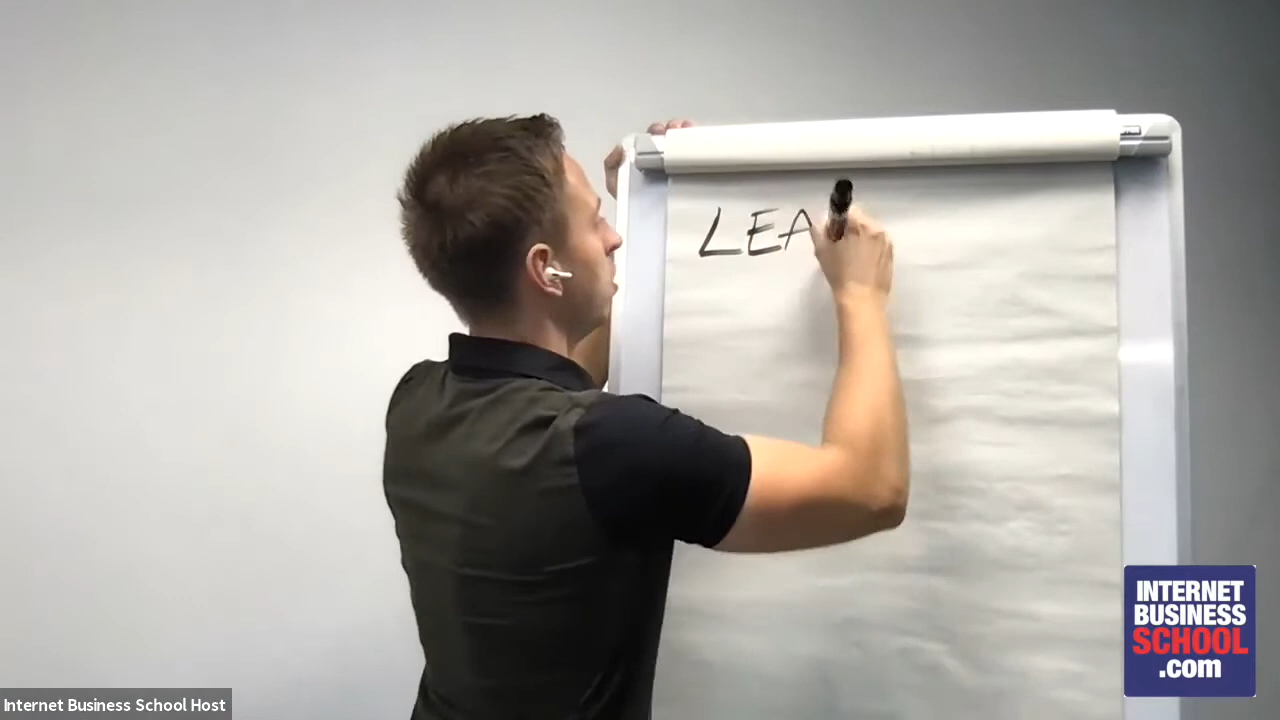 LEA
INTERNET
BUSINESS
SCHOOL
.com
Internet Business School Host